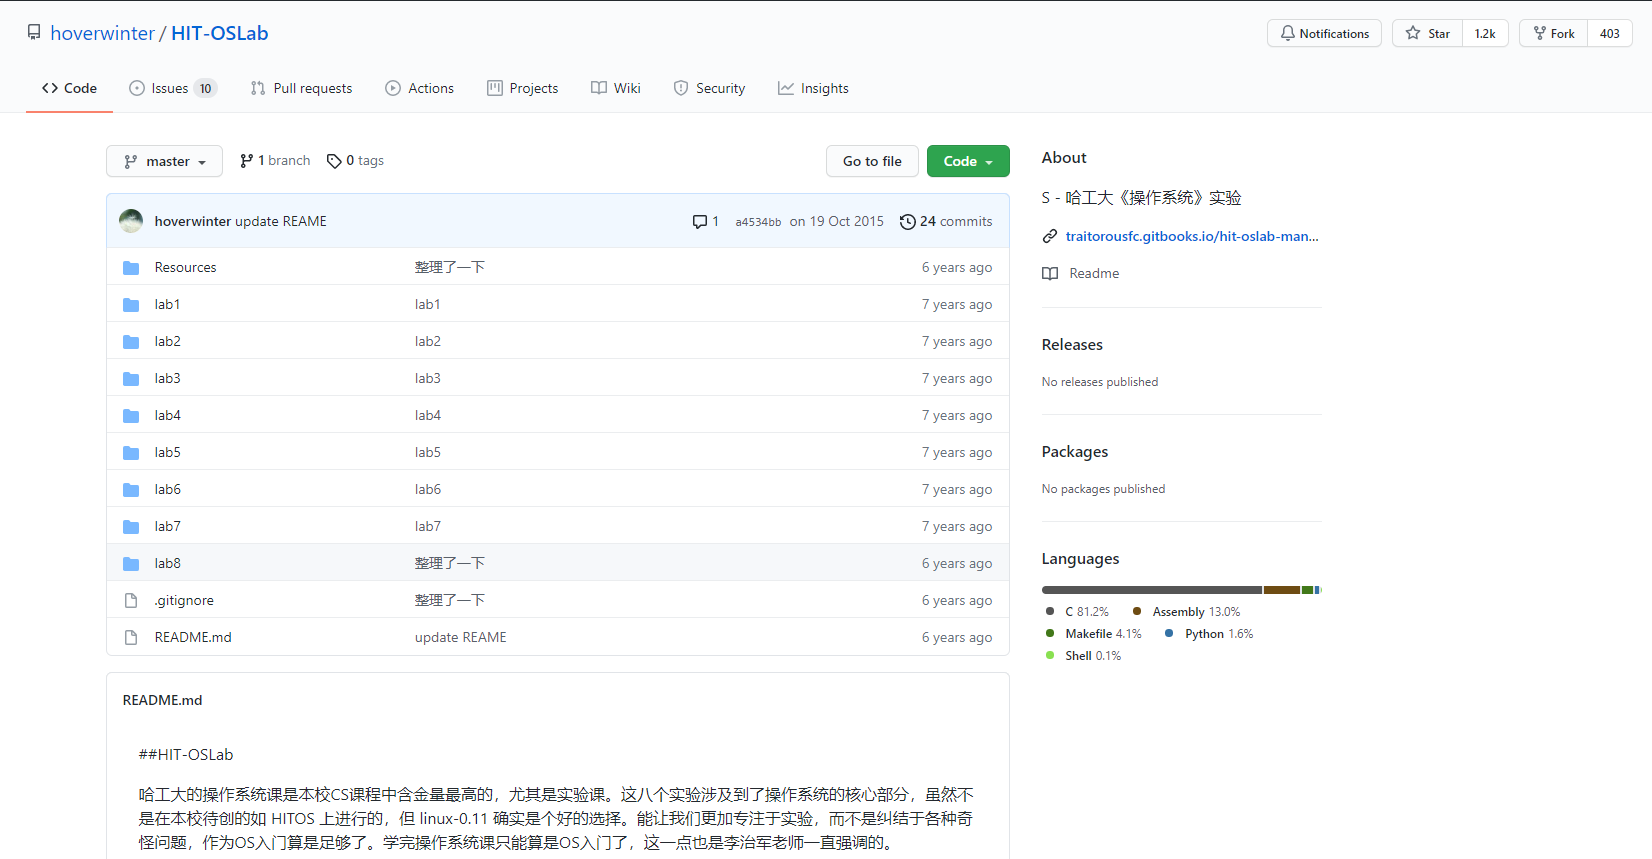 hoverwinter / HIT-OSLab
Notifications Star 1.2k Fork 403
Code Issues 10 Pull requests Actions Projects Wiki Security Insights
master 1 branch 0 tags Go to file Code
hoverwinter update REAME 1 a4534bb on 19 Oct 2015 24 commits
Resources 整理了一下 6 years ago
lab1 lab1 7 years ago
lab2 lab2 7 years ago
lab3 lab3 7 years ago
lab4 lab4 7 years ago
lab5 lab5 7 years ago
lab6 lab6 7 years ago
lab7 lab7 7 years ago
lab8 整理了一下 6 years ago
.gitignore 整理了一下 6 years ago
README.md update REAME 6 years ago
README.md
##HIT-OSLab
哈工大的操作系统课是本校CS课程中含金量最高的，尤其是实验课。这八个实验涉及到了操作系统的核心部分，虽然不
是在本校待创的如 HITOS 上进行的，但 linux-0.11 确实是个好的选择。能让我们更加专注于实验，而不是纠结于各种奇
怪问题，作为OS入门算是足够了。学完操作系统课只能算是OS入门了，这一点也是李治军老师一直强调的。
About
S - 哈工大《操作系统》实验
traitorousfc.gitbooks.io/hit-oslab-man...
Readme
Releases
No releases published
Packages
No packages published
Languages
C 81.2% Assembly 13.0%
Makefile 4.1% Python 1.6%
Shell 0.1%